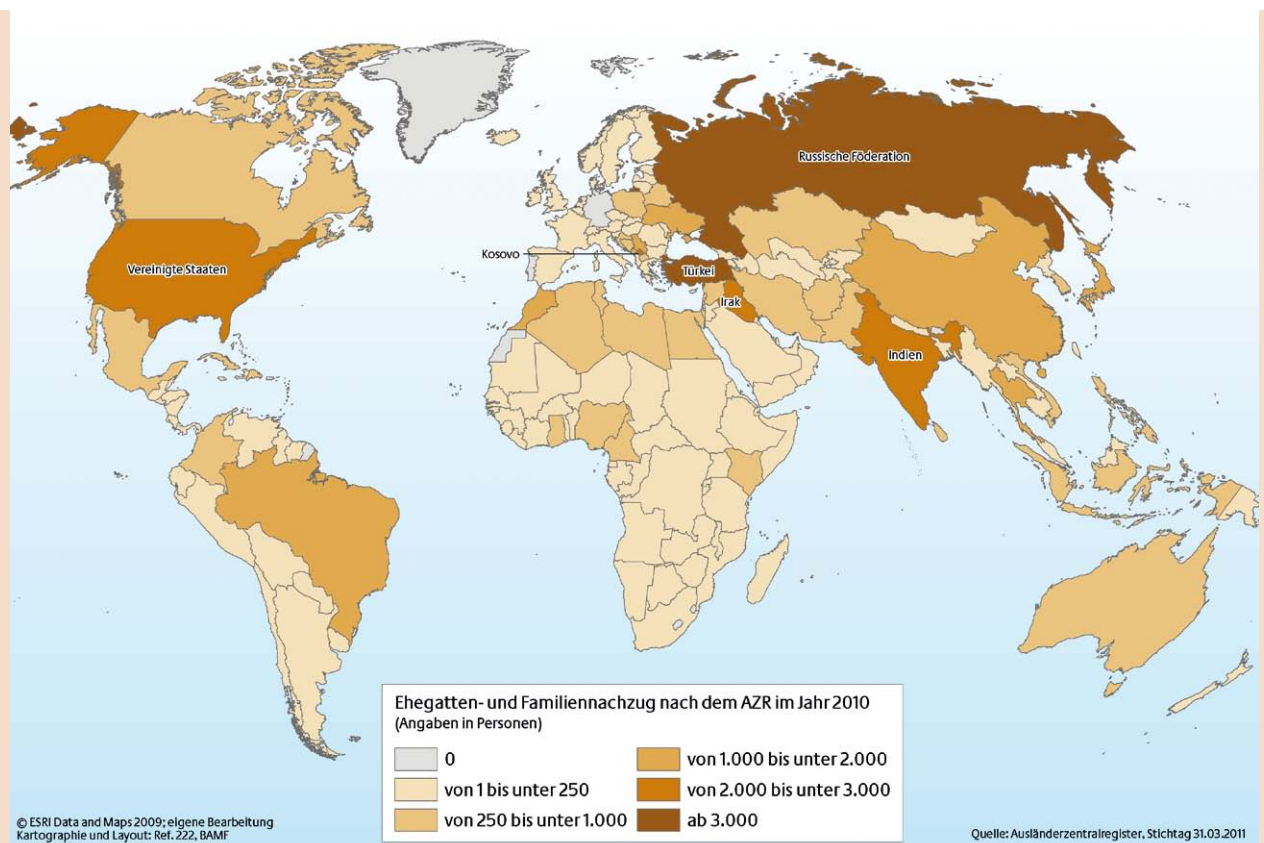 Russische Föderation
Vereinigte Staaten
Kosovo
Türkei
Irak
Indien
Ehegatten- und Familiennachzug nach dem AZR im Jahr 2010
(Angaben in Personen)
0
von 1 bis unter 250
von 250 bis unter 1.000
von 1.000 bis unter 2.000
von 2.000 bis unter 3.000
ab 3.000
© ESRI Data and Maps 2009; eigene Bearbeitung
Kartographie und Layout: Ref. 222, BAMF
Quelle: Ausländerzentralregister, Stichtag 31.03.2011